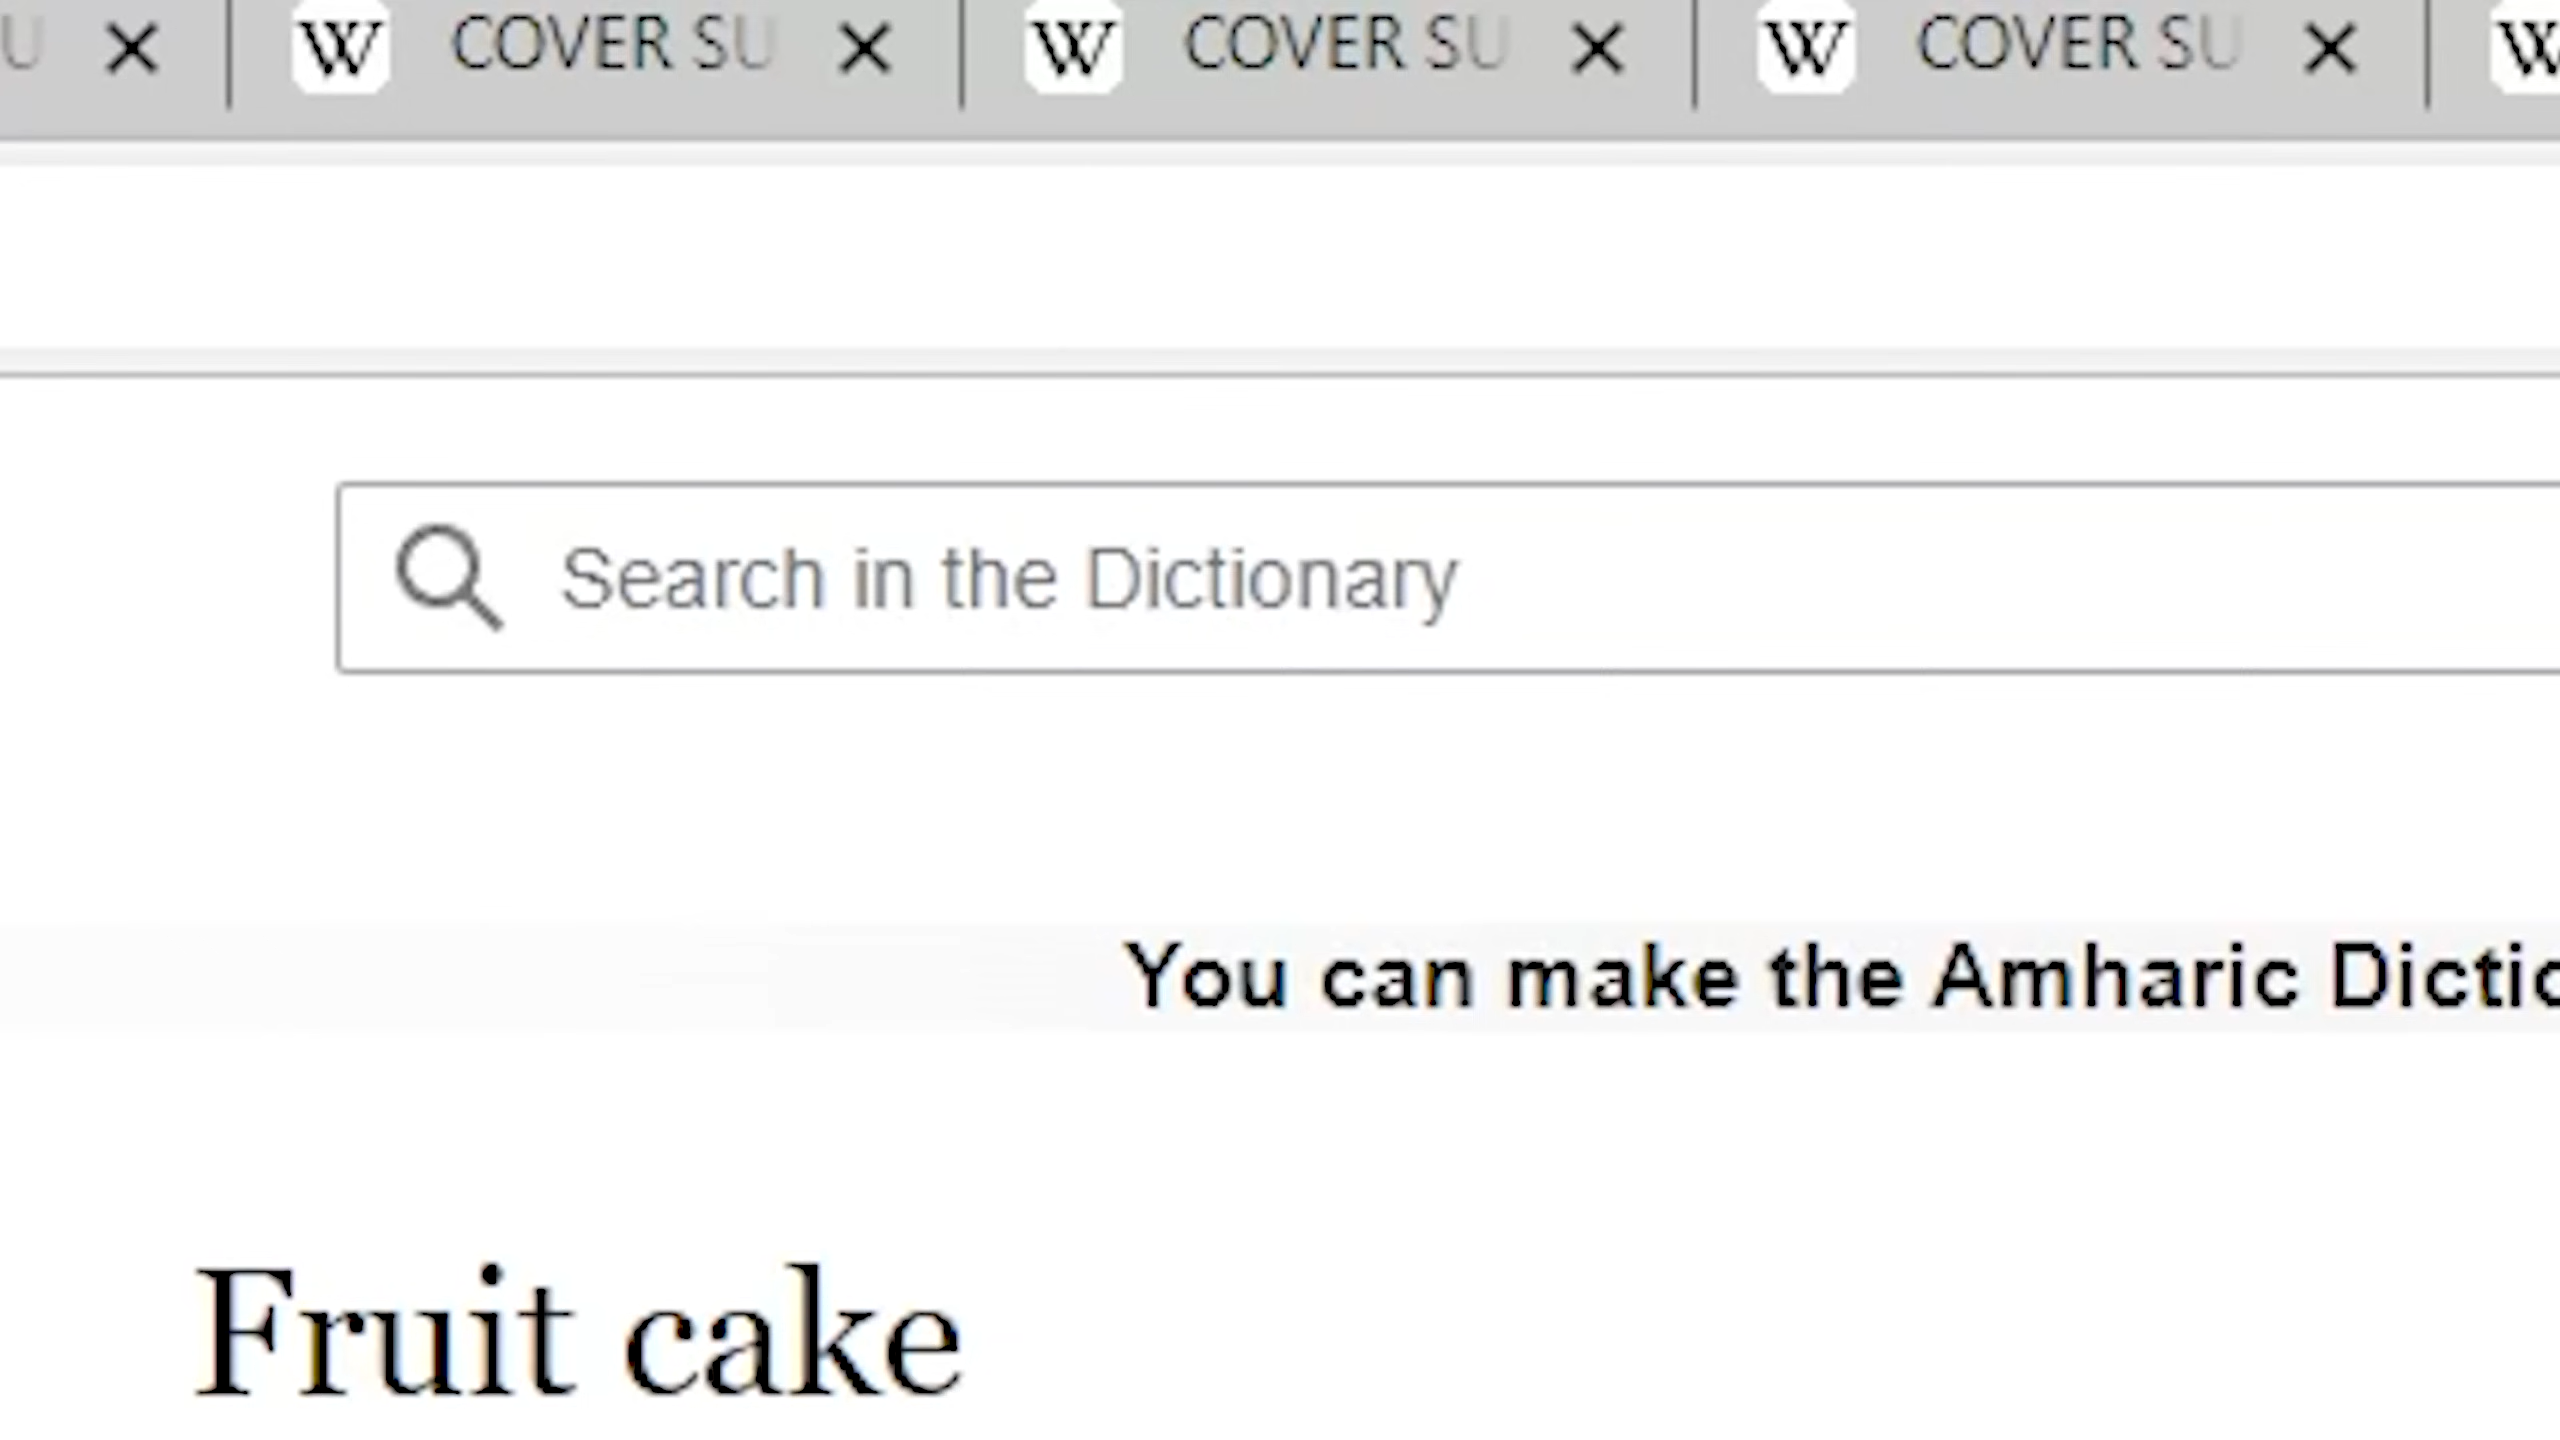 U W COVER SU W COVER SU W COVER SU W
Search in the Dictionary
You can make the Amharic Dictio
Fruit cake